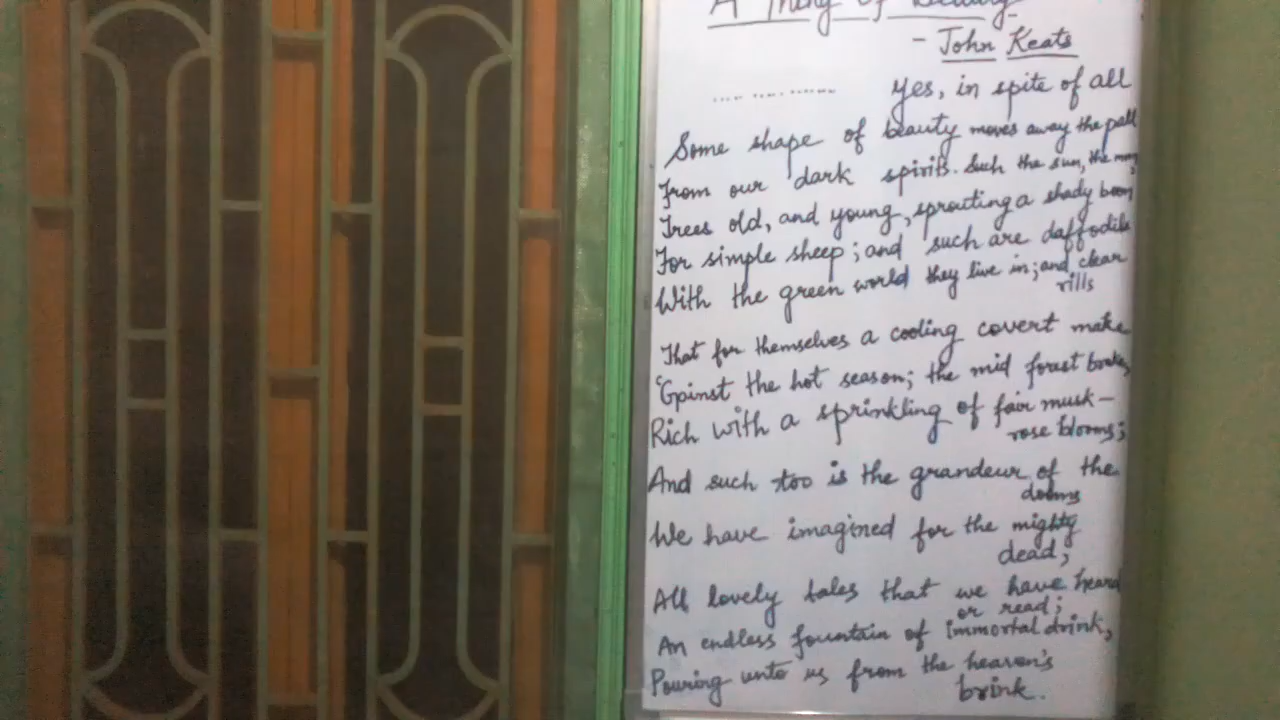 A Thing of Beauty
- John Keats
.... ... ........ Yes, in spite of all
Some shape of beauty moves away the pall
From our dark spirits. Such the sun, the moon,
Trees old, and young, sprouting a shady boon,
For simple sheep; and such are daffodils
With the green world they live in; and clear
rills
That for themselves a cooling covert make
'Gainst the hot season; the mid forest brake,
Rich with a sprinkling of fair musk-
rose blooms;
And such too is the grandeur of the
dooms
We have imagined for the mighty
dead;
All lovely tales that we have heard
or read;
An endless fountain of immortal drink,
Pouring unto us from the heaven's
brink.